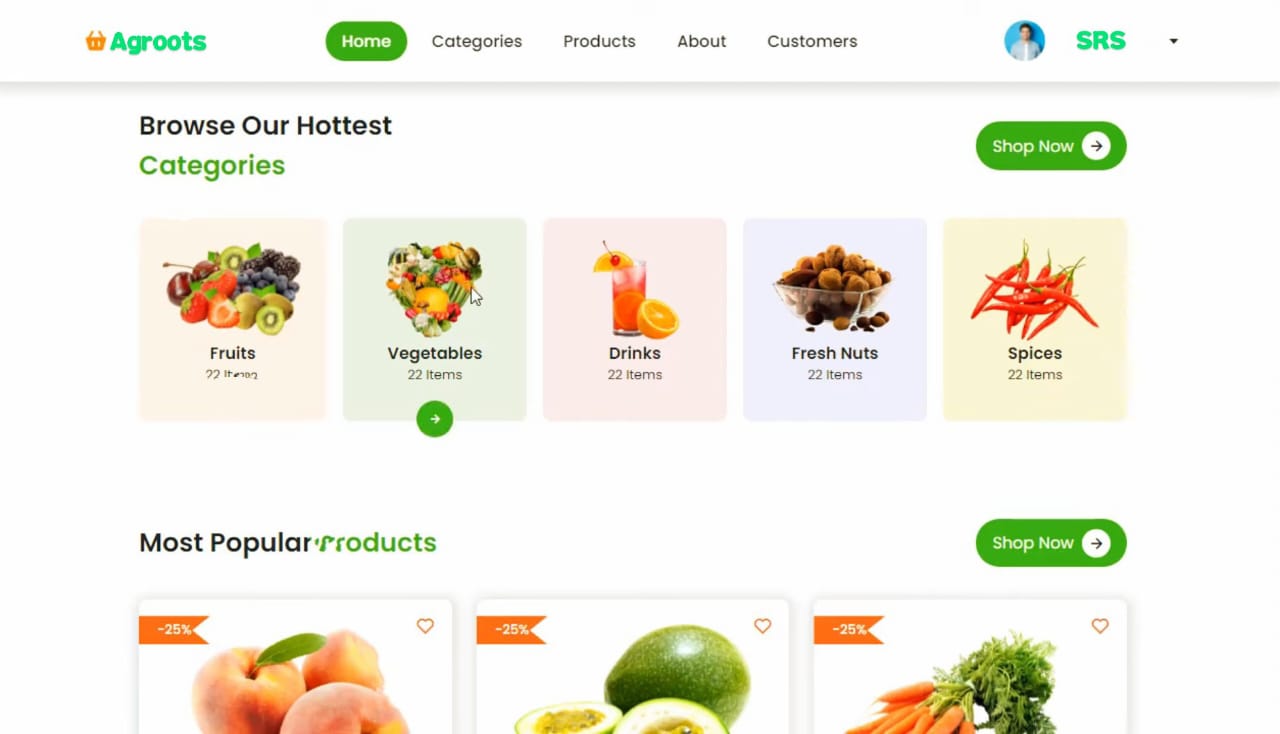 Agroots
Home Categories Products About Customers
SRS
Browse Our Hottest
Categories
Shop Now
Fruits
22
Vegetables
22 Items
Drinks
22 Items
Fresh Nuts
22 Items
Spices
22 Items
Most Popular Products
Shop Now
-25%
-25%
-25%